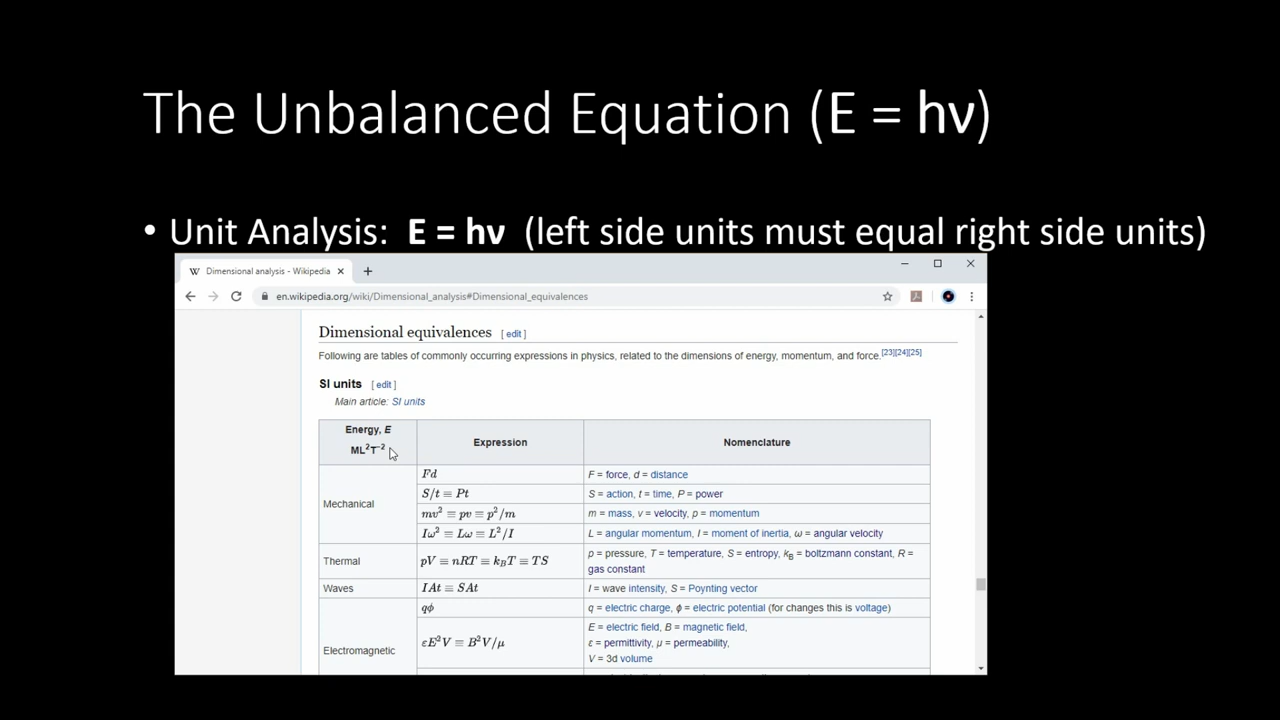 The Unbalanced Equation (E = hν)
• Unit Analysis: E = hν (left side units must equal right side units)
W Dimensional analysis - Wikipedia
en.wikipedia.org/wiki/Dimensional_analysis#Dimensional_equivalences
Dimensional equivalences [ edit ]
Following are tables of commonly occurring expressions in physics, related to the dimensions of energy, momentum, and force.[23][24][25]
SI units [ edit ]
Main article: SI units
Energy, E
ML²T⁻²
Expression
Nomenclature
Mechanical
Fd
F = force, d = distance
S/t ≡ Pt
S = action, t = time, P = power
mv² ≡ pv ≡ p²/m
m = mass, v = velocity, p = momentum
Iω² ≡ Lω ≡ L²/I
L = angular momentum, I = moment of inertia, ω = angular velocity
Thermal
pV ≡ nRT ≡ k_BT ≡ TS
p = pressure, T = temperature, S = entropy, k_B = boltzmann constant, R =
gas constant
Waves
IAt ≡ SAt
I = wave intensity, S = Poynting vector
Electromagnetic
qϕ
q = electric charge, ϕ = electric potential (for changes this is voltage)
εE²V ≡ B²V/μ
E = electric field, B = magnetic field,
ε = permittivity, μ = permeability,
V = 3d volume